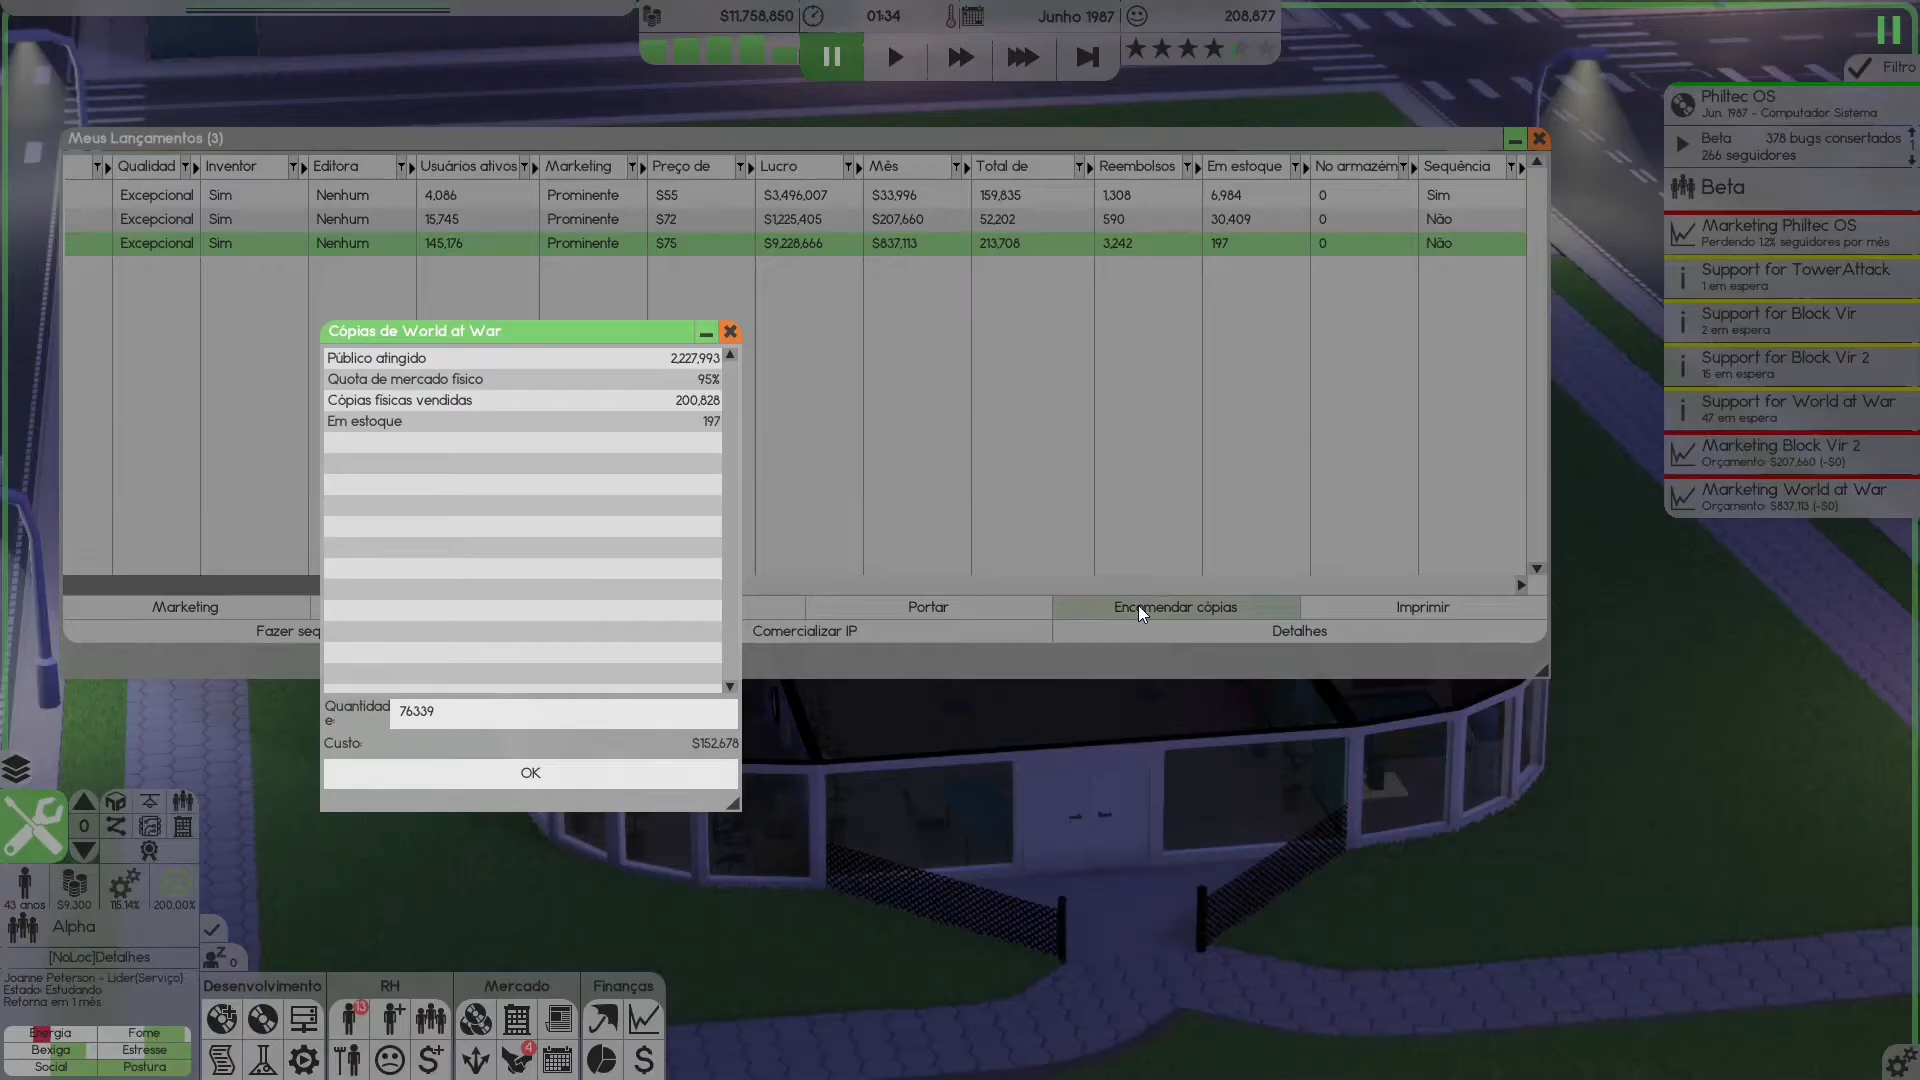 $11,758,850 01:34 Junho 1987 208,877
Filtro
Philtec OS
Jun. 1987 - Computador Sistema
Beta 378 bugs consertados
266 seguidores
1
Beta
Marketing Philtec OS
Perdendo 12% seguidores por mês
Support for TowerAttack
1 em espera
Support for Block Vir
2 em espera
Support for Block Vir 2
15 em espera
Support for World at War
47 em espera
Marketing Block Vir 2
Orçamento: $207,660 (-$0)
Marketing World at War
Orçamento: $837,113 (-$0)
Meus Lançamentos (3)
Qualidad Inventor Editora Usuários ativos Marketing Preço de Lucro Mês Total de Reembolsos Em estoque No armazém Sequência
Excepcional Sim Nenhum 4,086 Prominente $55 $3,496,007 $33,996 159,835 1,308 6,984 0 Sim
Excepcional Sim Nenhum 15,745 Prominente $72 $1,225,405 $207,660 52,202 590 30,409 0 Não
Excepcional Sim Nenhum 145,176 Prominente $75 $9,228,666 $837,113 213,708 3,242 197 0 Não
Cópias de World at War
Público atingido 2,227,993
Quota de mercado físico 95%
Cópias físicas vendidas 200,828
Em estoque 197
Quantidad
e: 76339
Custo: $152,678
OK
Marketing Portar Encomendar cópias Imprimir
Fazer seq Comercializar IP Detalhes
0
43 anos $9.300 115.14% 200.00%
Alpha
[NoLoc]Detalhes
Joanne Peterson - Líder(Serviço)
Estado: Estudando
Retorna em 1 mês
Energia Fome
Bexiga Estresse
Social Postura
Z 0
Desenvolvimento RH Mercado Finanças
13
4